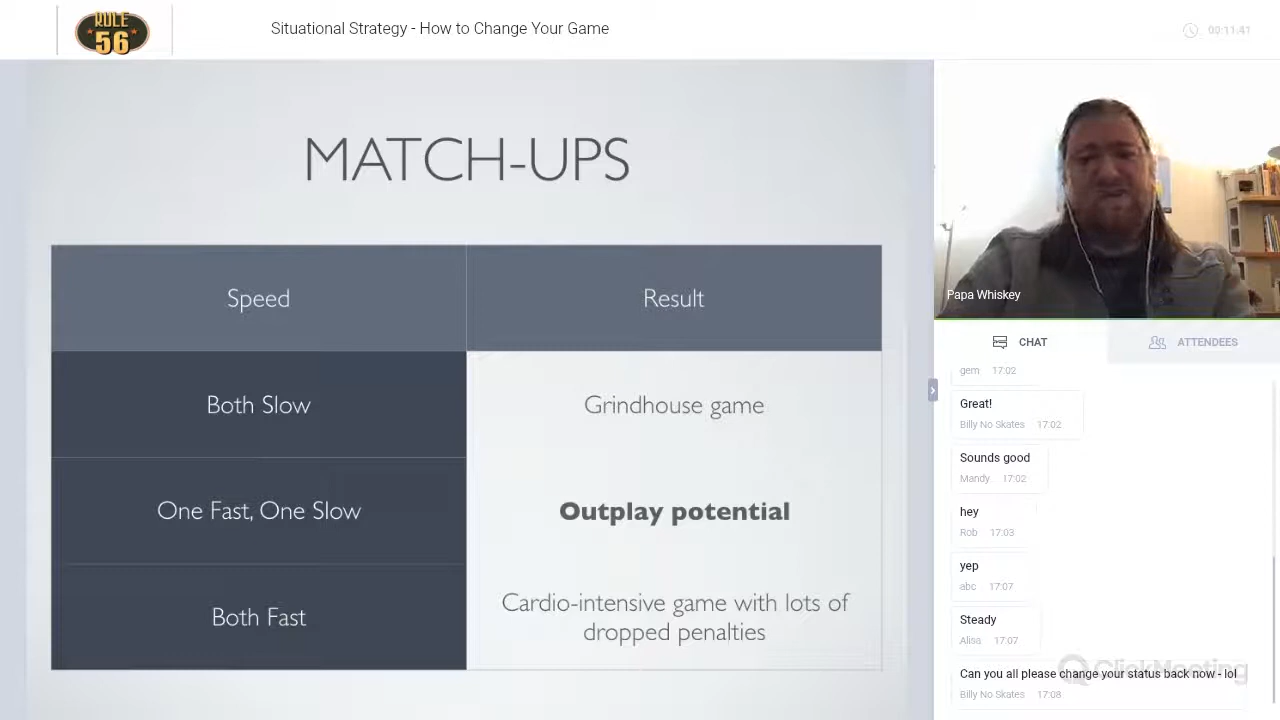 RULE
56
Situational Strategy - How to Change Your Game
00:11:41
MATCH-UPS
Speed
Result
Both Slow
Grindhouse game
One Fast, One Slow
Outplay potential
Both Fast
Cardio-intensive game with lots of
dropped penalties
Papa Whiskey
CHAT
ATTENDEES
gem 17:02
Great!
Billy No Skates 17:02
Sounds good
Mandy 17:02
hey
Rob 17:03
yep
abc 17:07
Steady
Alisa 17:07
Can you all please change your status back now - lol
Billy No Skates 17:08
ClickMeeting